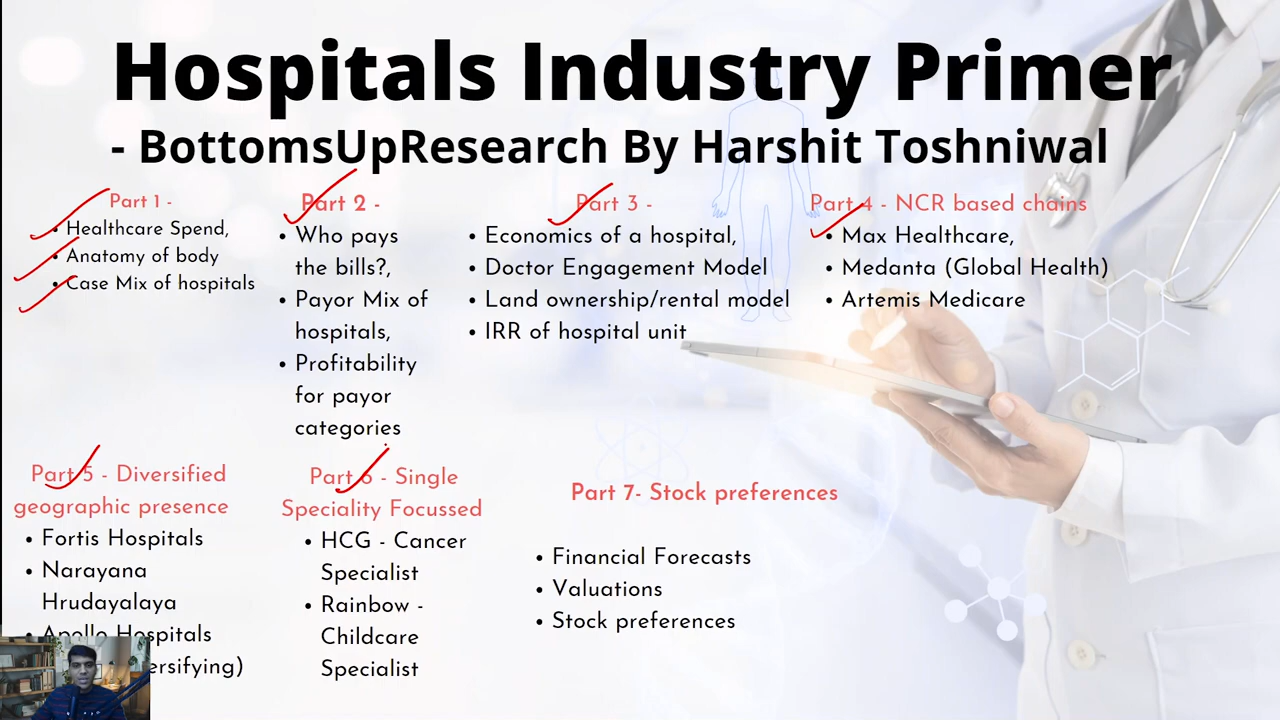 Hospitals Industry Primer
- BottomsUpResearch By Harshit Toshniwal
Part 1 -
• Healthcare Spend,
• Anatomy of body
• Case Mix of hospitals
Part 2 -
• Who pays
the bills?,
• Payor Mix of
hospitals,
• Profitability
for payor
categories
Part 3 -
• Economics of a hospital,
• Doctor Engagement Model
• Land ownership/rental model
• IRR of hospital unit
Part 4 - NCR based chains
• Max Healthcare,
• Medanta (Global Health)
• Artemis Medicare
Part 5 - Diversified
geographic presence
• Fortis Hospitals
• Narayana
Hrudayalaya
• Apollo Hospitals
Part 6 - Single
Speciality Focussed
• HCG - Cancer
Specialist
• Rainbow -
Childcare
Specialist
Part 7- Stock preferences
• Financial Forecasts
• Valuations
• Stock preferences